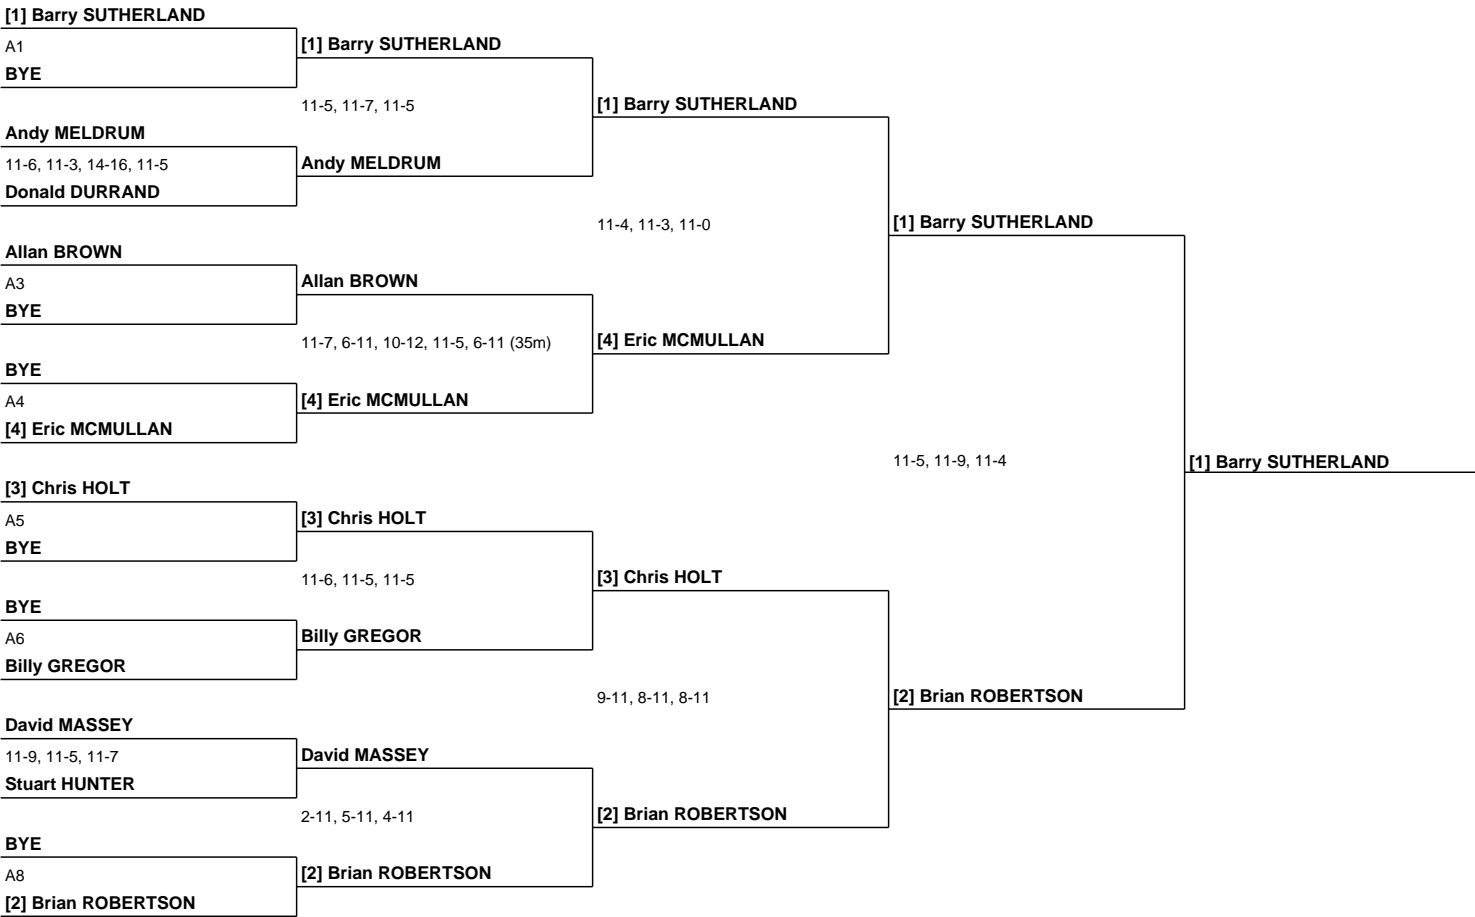 [1] Barry SUTHERLAND
A1
BYE
Andy MELDRUM
11-6, 11-3, 14-16, 11-5
Donald DURRAND
Allan BROWN
A3
BYE
BYE
A4
[4] Eric MCMULLAN
[3] Chris HOLT
A5
BYE
BYE
A6
Billy GREGOR
David MASSEY
11-9, 11-5, 11-7
Stuart HUNTER
BYE
A8
[2] Brian ROBERTSON
[1] Barry SUTHERLAND
11-5, 11-7, 11-5
Andy MELDRUM
Allan BROWN
11-7, 6-11, 10-12, 11-5, 6-11 (35m)
[4] Eric MCMULLAN
[3] Chris HOLT
11-6, 11-5, 11-5
Billy GREGOR
David MASSEY
2-11, 5-11, 4-11
[2] Brian ROBERTSON
[1] Barry SUTHERLAND
11-4, 11-3, 11-0
[4] Eric MCMULLAN
[3] Chris HOLT
9-11, 8-11, 8-11
[2] Brian ROBERTSON
[1] Barry SUTHERLAND
11-5, 11-9, 11-4
[2] Brian ROBERTSON
[1] Barry SUTHERLAND